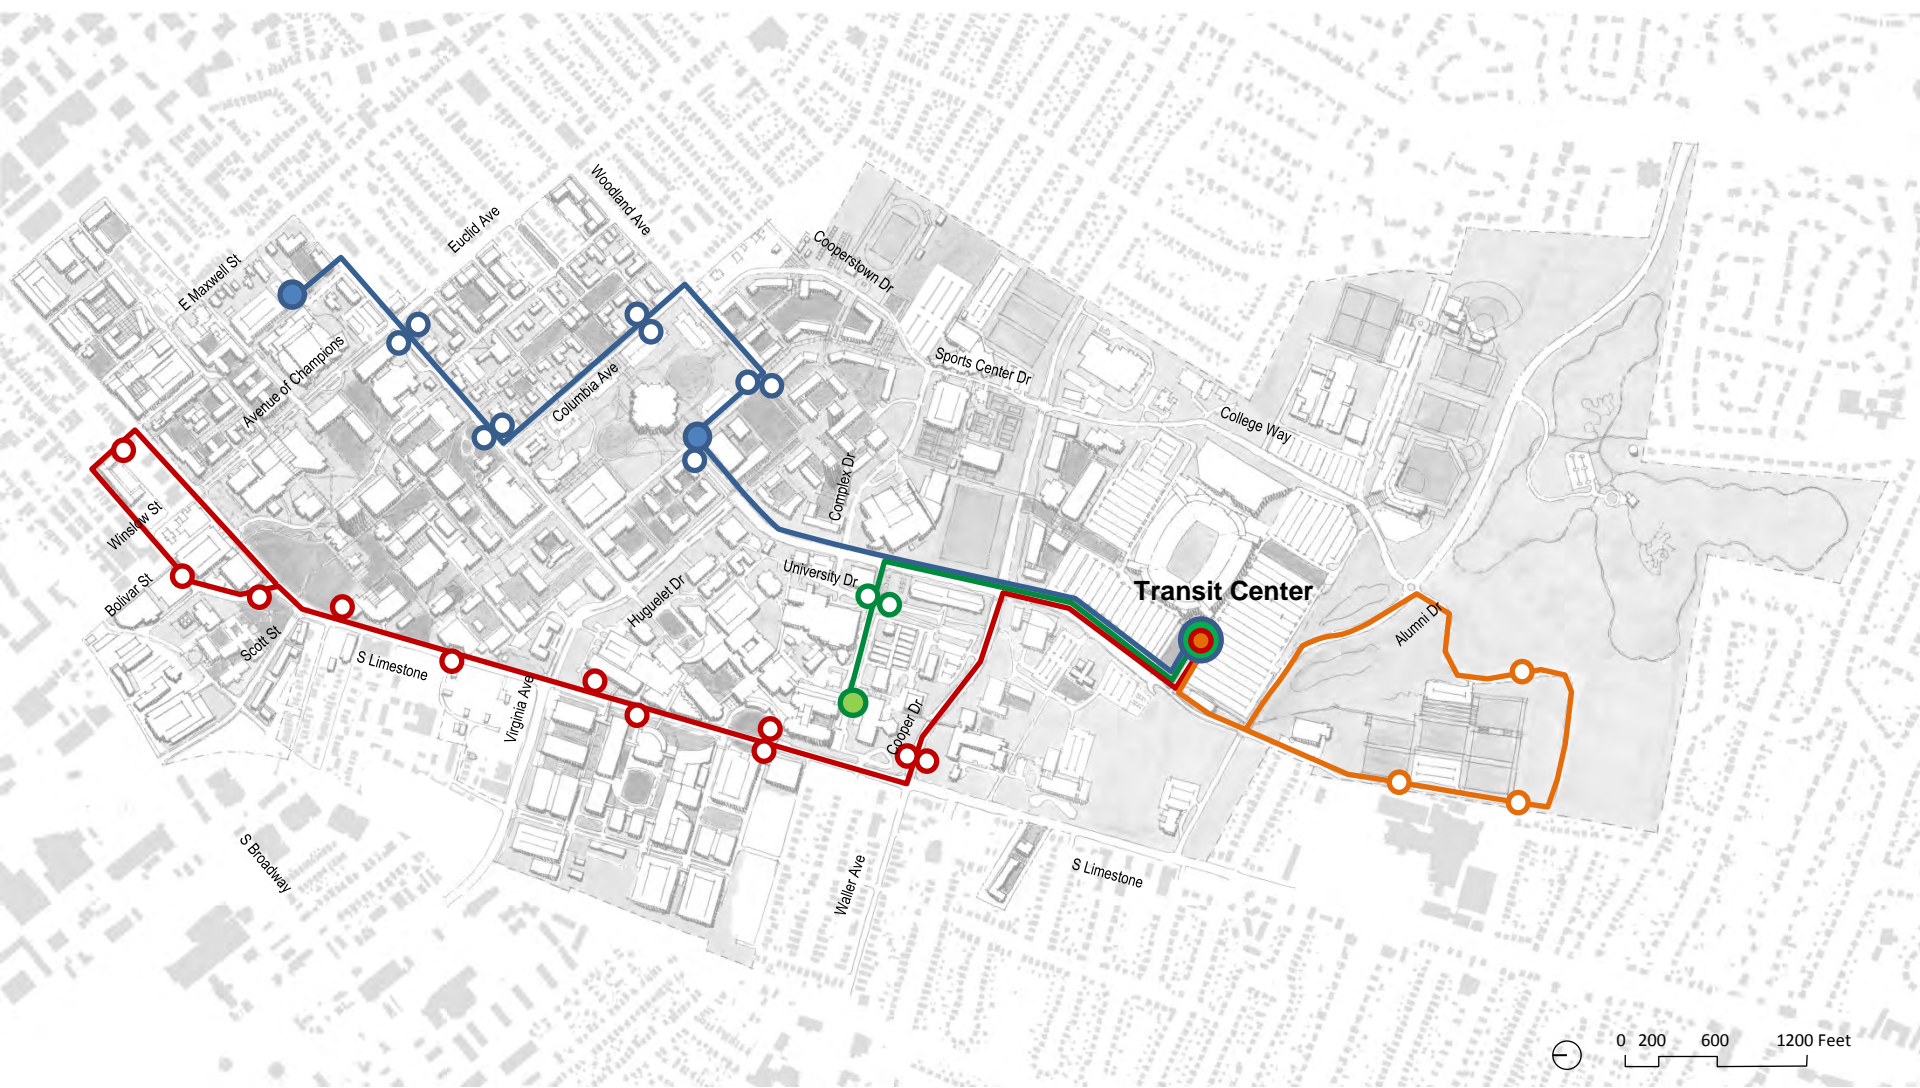 Woodland Ave
Euclid Ave
E Maxwell St
Cooperstown Dr
Avenue of Champions
Columbia Ave
Sports Center Dr
College Way
Complex Dr
Winslow St
Bolivar St
University Dr
Huguelet Dr
Transit Center
Alumni Dr
Scott St
S Limestone
Virginia Ave
Cooper Dr
S Broadway
Waller Ave
S Limestone
0 200 600 1200 Feet